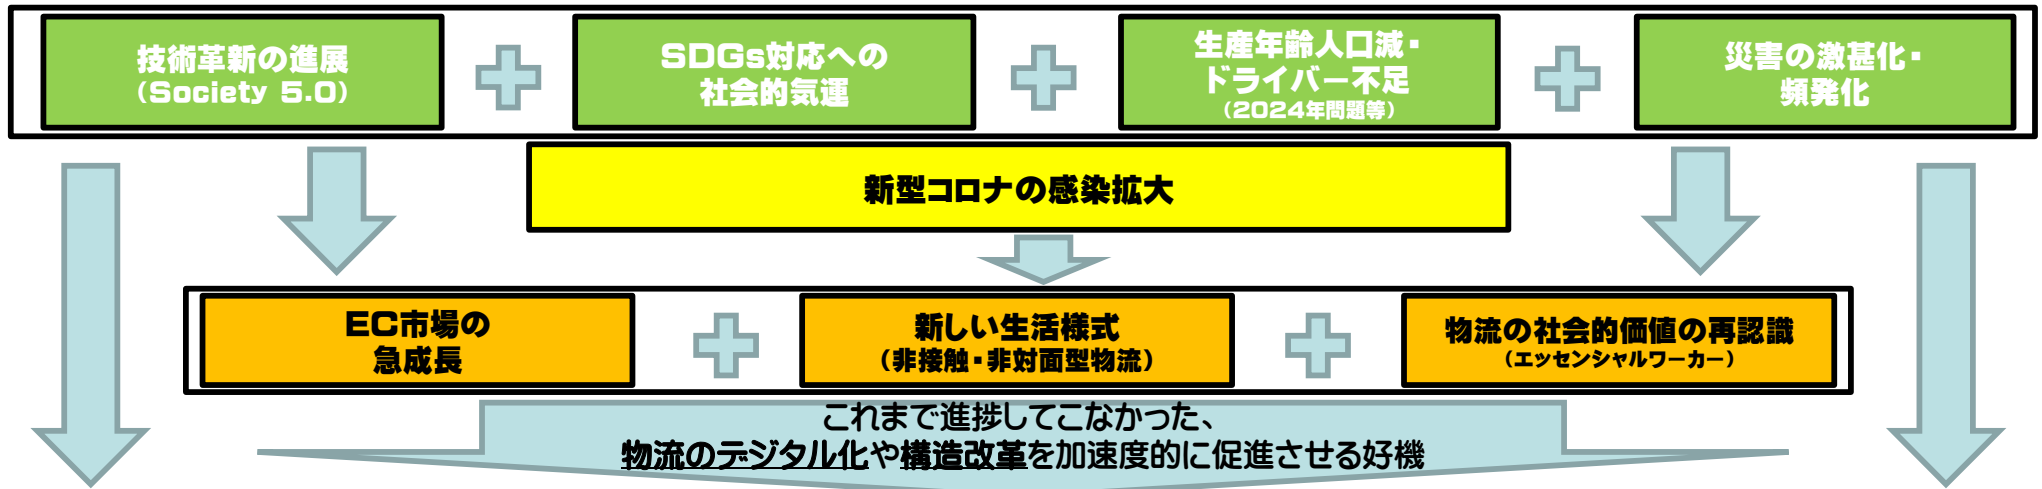 技術革新の進展
（Society 5.0）
SDGs対応への
社会的気運
生産年齢人口減・
ドライバー不足
（2024年問題等）
災害の激甚化・
頻発化
新型コロナの感染拡大
EC市場の
急成長
新しい生活様式
（非接触・非対面型物流）
物流の社会的価値の再認識
（エッセンシャルワーカー）
これまで進捗してこなかった、
物流のデジタル化や構造改革を加速度的に促進させる好機